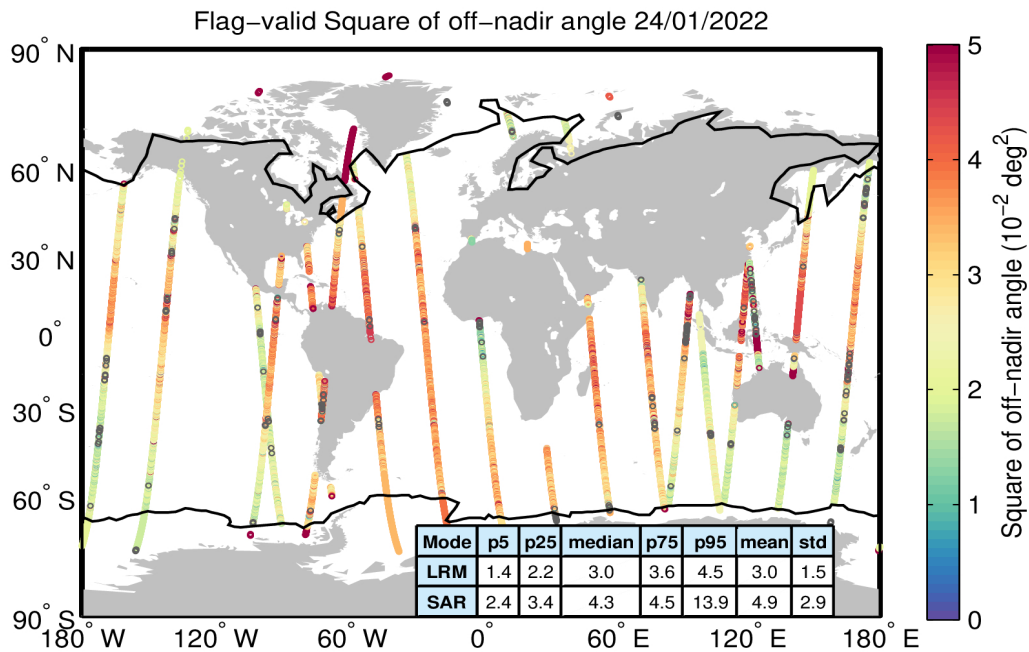 Flag−valid Square of off−nadir angle 24/01/2022
90° N
60° N
30° N
0°
30° S
60° S
90° S
180° W
120° W
60° W
0°
60° E
120° E
180° E
Mode p5 p25 median p75 p95 mean std
LRM 1.4 2.2 3.0 3.6 4.5 3.0 1.5
SAR 2.4 3.4 4.3 4.5 13.9 4.9 2.9
5
4
3
2
1
0
Square of off−nadir angle (10⁻² deg²)